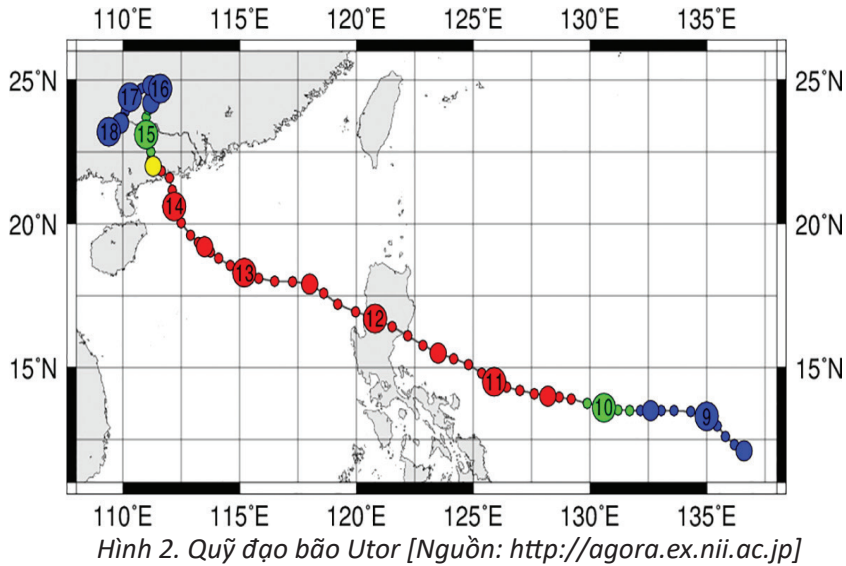 110°E 115°E 120°E 125°E 130°E 135°E
25°N 25°N
20°N 20°N
15°N 15°N
16
17
18
15
14
13
12
11
10
9
110°E 115°E 120°E 125°E 130°E 135°E
Hình 2. Quỹ đạo bão Utor [Nguồn: http://agora.ex.nii.ac.jp]